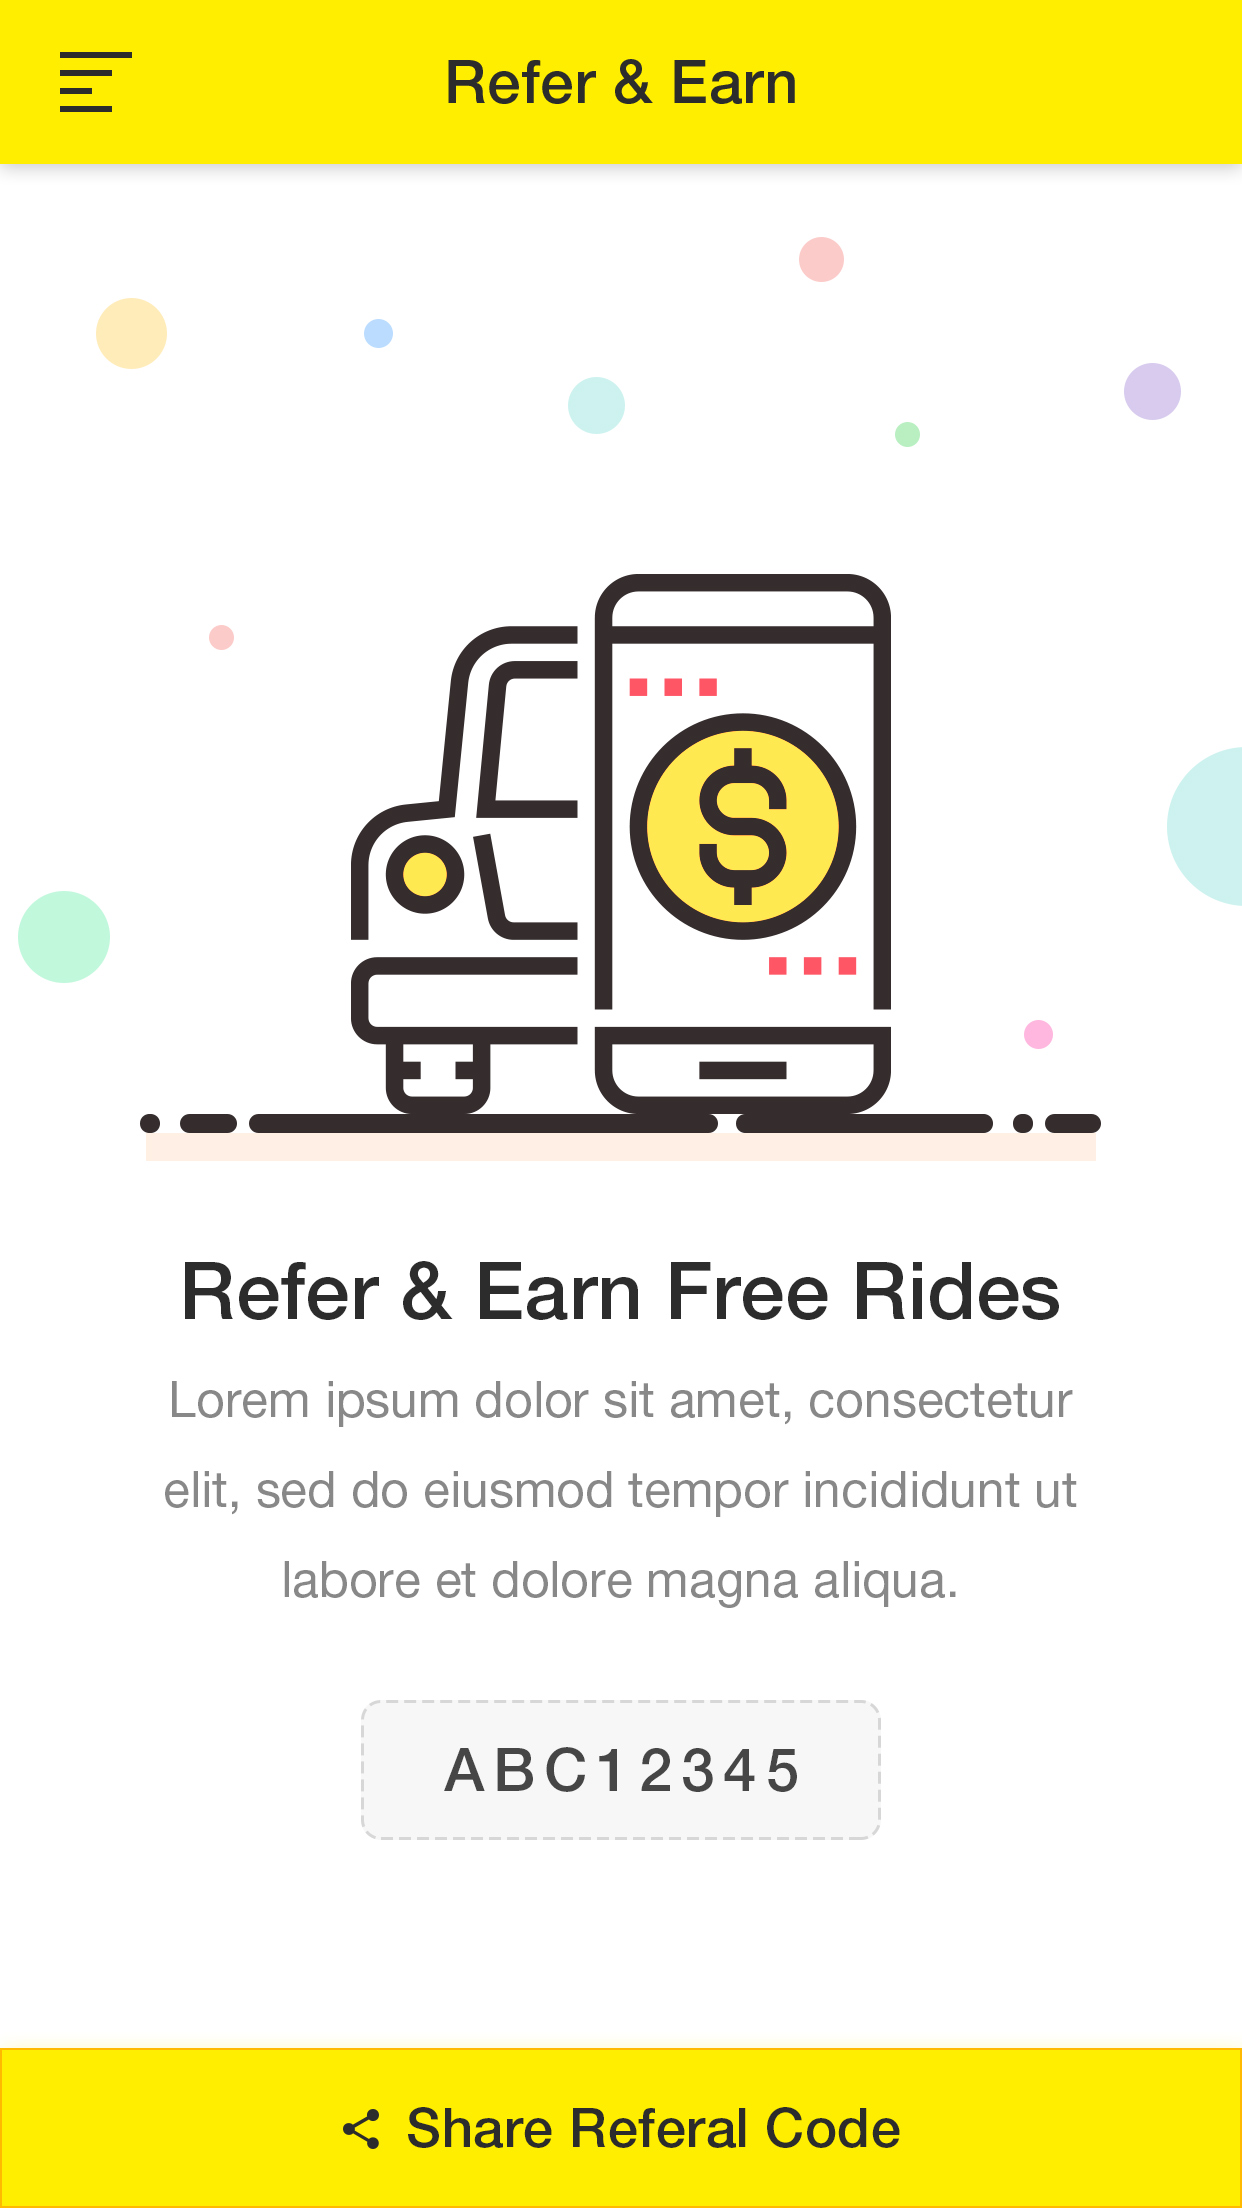 Refer & Earn
$
Refer & Earn Free Rides
Lorem ipsum dolor sit amet, consectetur
elit, sed do eiusmod tempor incididunt ut
labore et dolore magna aliqua.
ABC12345
Share Referal Code